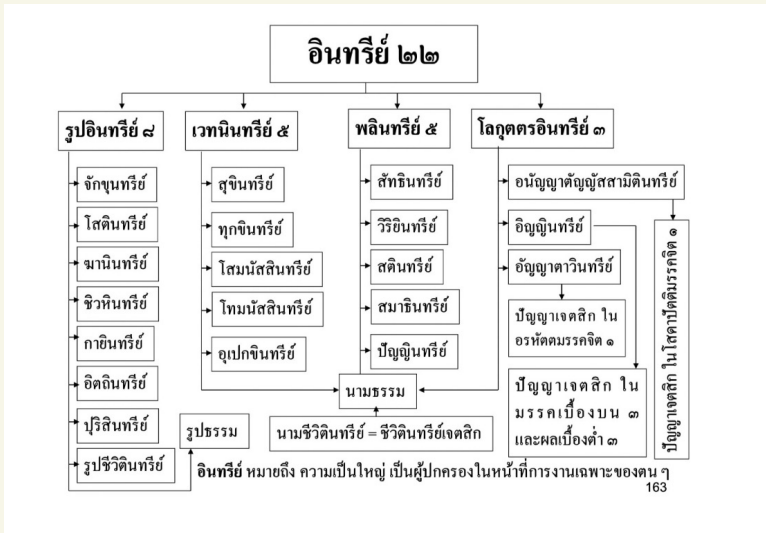 อินทรีย์ ๒๒
รูปอินทรีย์ ๘
เวทนินทรีย์ ๕
พลินทรีย์ ๕
โลกุตตรอินทรีย์ ๓
จักขุนทรีย์
โสตินทรีย์
ฆานินทรีย์
ชิวหินทรีย์
กายินทรีย์
อิตถินทรีย์
ปุริสินทรีย์
รูปชีวิตินทรีย์
รูปธรรม
สุขินทรีย์
ทุกขินทรีย์
โสมนัสสินทรีย์
โทมนัสสินทรีย์
อุเปกขินทรีย์
สัทธินทรีย์
วิริยินทรีย์
สตินทรีย์
สมาธินทรีย์
ปัญญินทรีย์
นามธรรม
นามชีวิตินทรีย์ = ชีวิตินทรีย์เจตสิก
อนัญญาตัญญัสสามิตินทรีย์
อิญญินทรีย์
อัญญาตาวินทรีย์
ปัญญาเจตสิก ใน
อรหัตตมรรคจิต ๑
ปัญญาเจตสิก ใน
มรรคเบื้องบน ๓
และผลเบื้องต่ำ ๓
ปัญญาเจตสิก ในโสดาปัตติมรรคจิต ๑
อินทรีย์ หมายถึง ความเป็นใหญ่ เป็นผู้ปกครองในหน้าที่การงานเฉพาะของตน ๆ
163